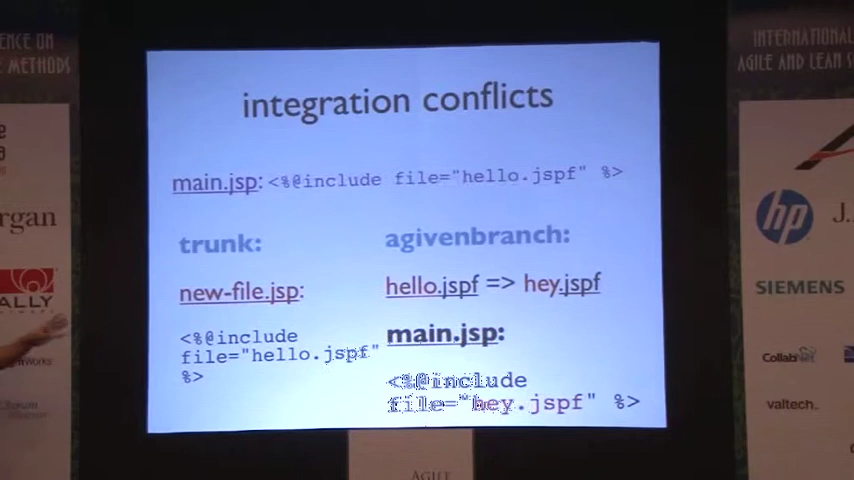 ENCE ON
METHODS
INTERNATIONAL
AGILE AND LEAN S
integration conflicts
main.jsp: <%@include file="hello.jspf" %>
trunk:
agivenbranch:
new-file.jsp:
hello.jspf => hey.jspf
<%@include
file="hello.jspf"
%>
main.jsp:
<%@include
file="hey.jspf" %>
rgan
ALLY
hp
J.
SIEMENS
CollabNet
valtech.
AGILE